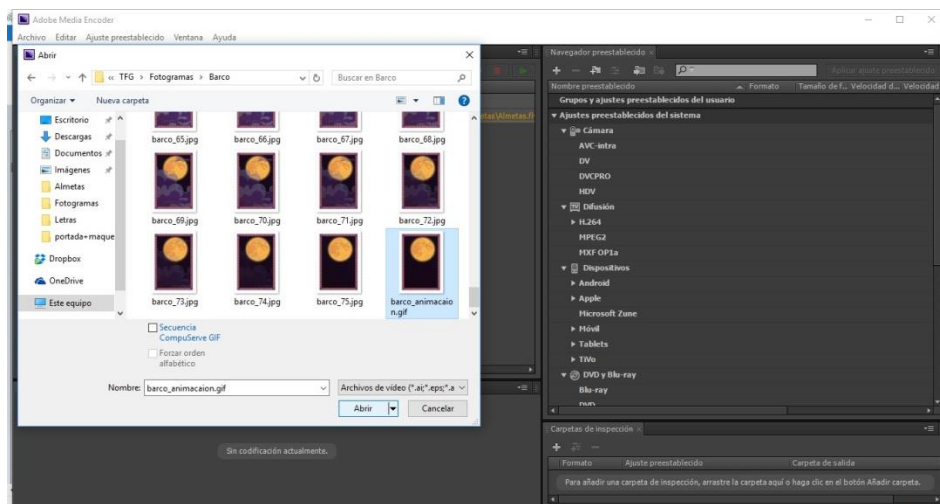 Adobe Media Encoder
Archivo Editar Ajuste preestablecido Ventana Ayuda
Abrir
« TFG > Fotogramas > Barco
Buscar en Barco
Organizar
Nueva carpeta
Escritorio
Descargas
Documentos
Imágenes
Almetas
Fotogramas
Letras
portada+maque
Dropbox
OneDrive
Este equipo
barco_65.jpg
barco_66.jpg
barco_67.jpg
barco_68.jpg
barco_69.jpg
barco_70.jpg
barco_71.jpg
barco_72.jpg
barco_73.jpg
barco_74.jpg
barco_75.jpg
barco_animacaio
n.gif
Secuencia
CompuServe GIF
Forzar orden
alfabético
Nombre: barco_animacaion.gif
Archivos de vídeo (*.ai;*.eps;*.a
Abrir
Cancelar
Sin codificación actualmente.
Navegador preestablecido
Aplicar ajuste preestablecido
Nombre preestablecido
Formato
Tamaño de f...
Velocidad d...
Velocidad
Grupos y ajustes preestablecidos del usuario
Ajustes preestablecidos del sistema
Cámara
AVC-intra
DV
DVCPRO
HDV
Difusión
H.264
MPEG2
MXF OP1a
Dispositivos
Android
Apple
Microsoft Zune
Móvil
Tablets
TiVo
DVD y Blu-ray
Blu-ray
DVD
Carpetas de inspección
Formato
Ajuste preestablecido
Carpeta de salida
Para añadir una carpeta de inspección, arrastre la carpeta aquí o haga clic en el botón Añadir carpeta.